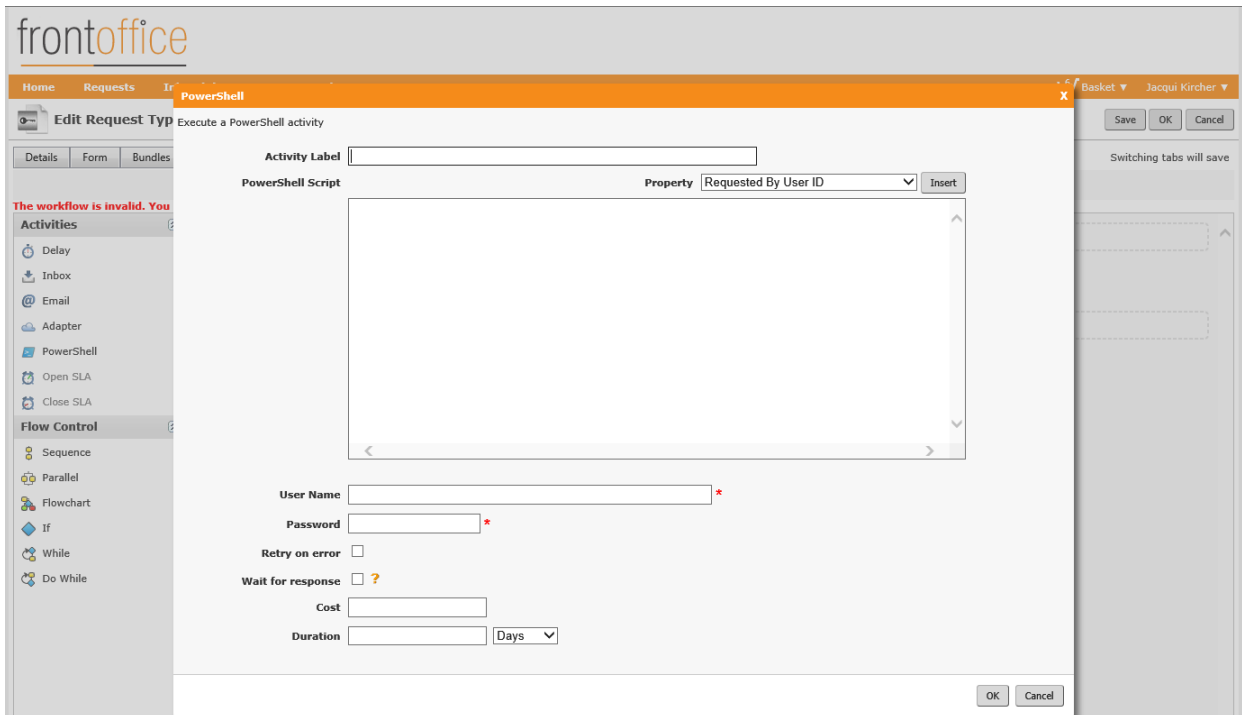 frontoffice
Home Requests
Basket ▼ Jacqui Kircher ▼
PowerShell X
Edit Request Typ
Execute a PowerShell activity
Save OK Cancel
Details Form Bundles
Switching tabs will save
Activity Label
PowerShell Script Property Requested By User ID Insert
The workflow is invalid. You
Activities
Delay
Inbox
Email
Adapter
PowerShell
Open SLA
Close SLA
Flow Control
Sequence
Parallel
Flowchart
If
While
Do While
User Name *
Password *
Retry on error
Wait for response ?
Cost
Duration Days
OK Cancel